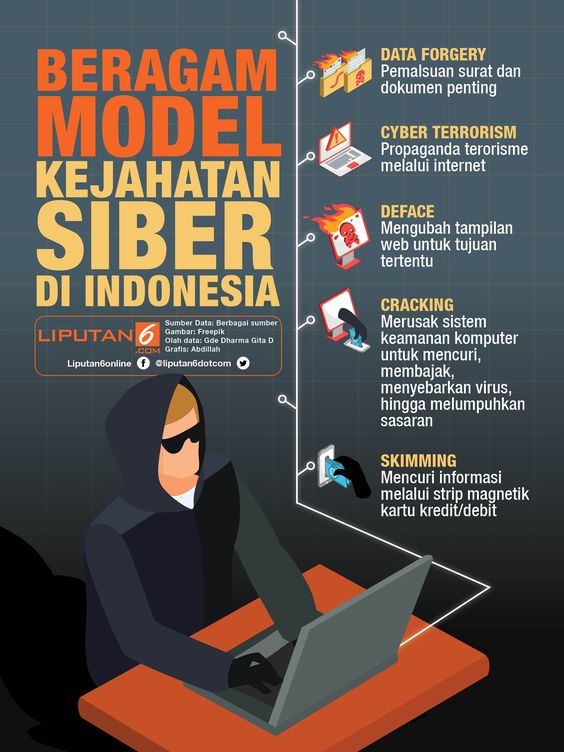 BERAGAM
MODEL
KEJAHATAN
SIBER
DI INDONESIA
LIPUTAN 6
.COM
Sumber Data: Berbagai sumber
Gambar: Freepik
Olah data: Gde Dharma Gita D
Grafis: Abdillah
Liputan6online f @liputan6dotcom
DATA FORGERY
Pemalsuan surat dan
dokumen penting
CYBER TERRORISM
Propaganda terorisme
melalui internet
DEFACE
Mengubah tampilan
web untuk tujuan
tertentu
CRACKING
Merusak sistem
keamanan komputer
untuk mencuri,
membajak,
menyebarkan virus,
hingga melumpuhkan
sasaran
SKIMMING
Mencuri informasi
melalui strip magnetik
kartu kredit/debit